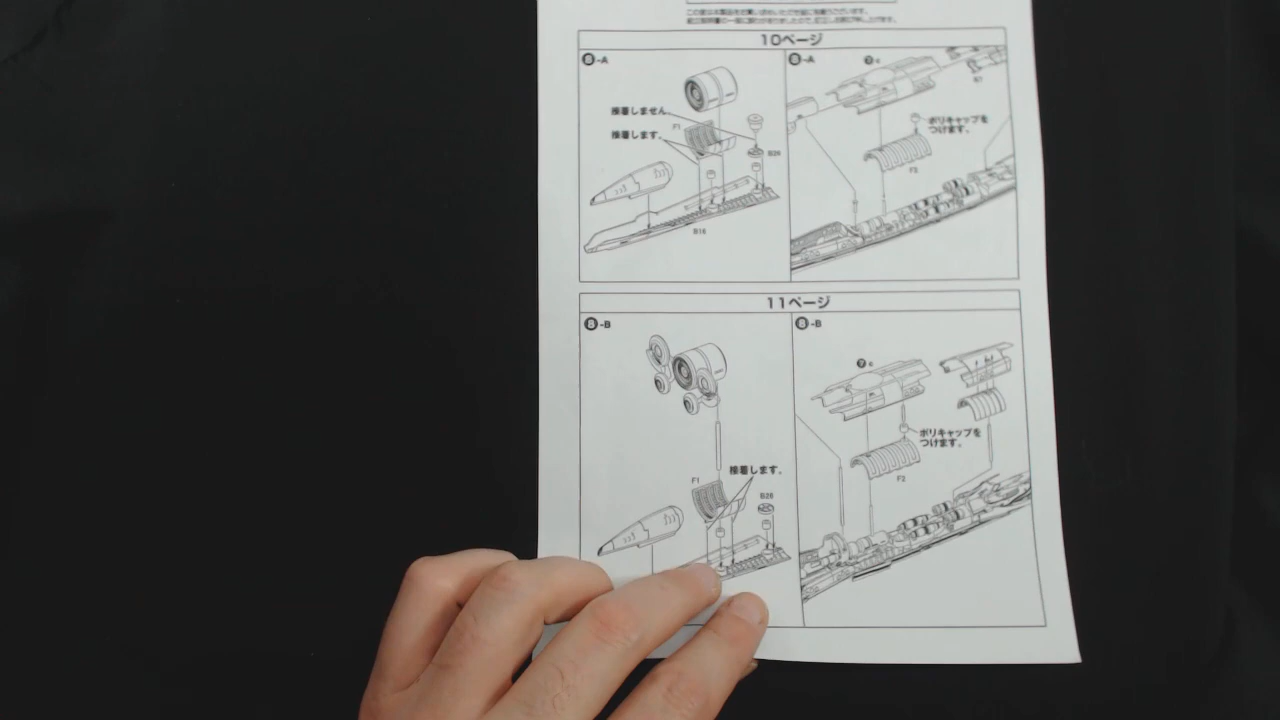 10ページ
8-A
接着しません。
F1
接着します。
B26
B16
8-A
ポリキャップを
つけます。
F3
11ページ
8-B
F1
接着します。
B26
8-B
ポリキャップを
つけます。
F2